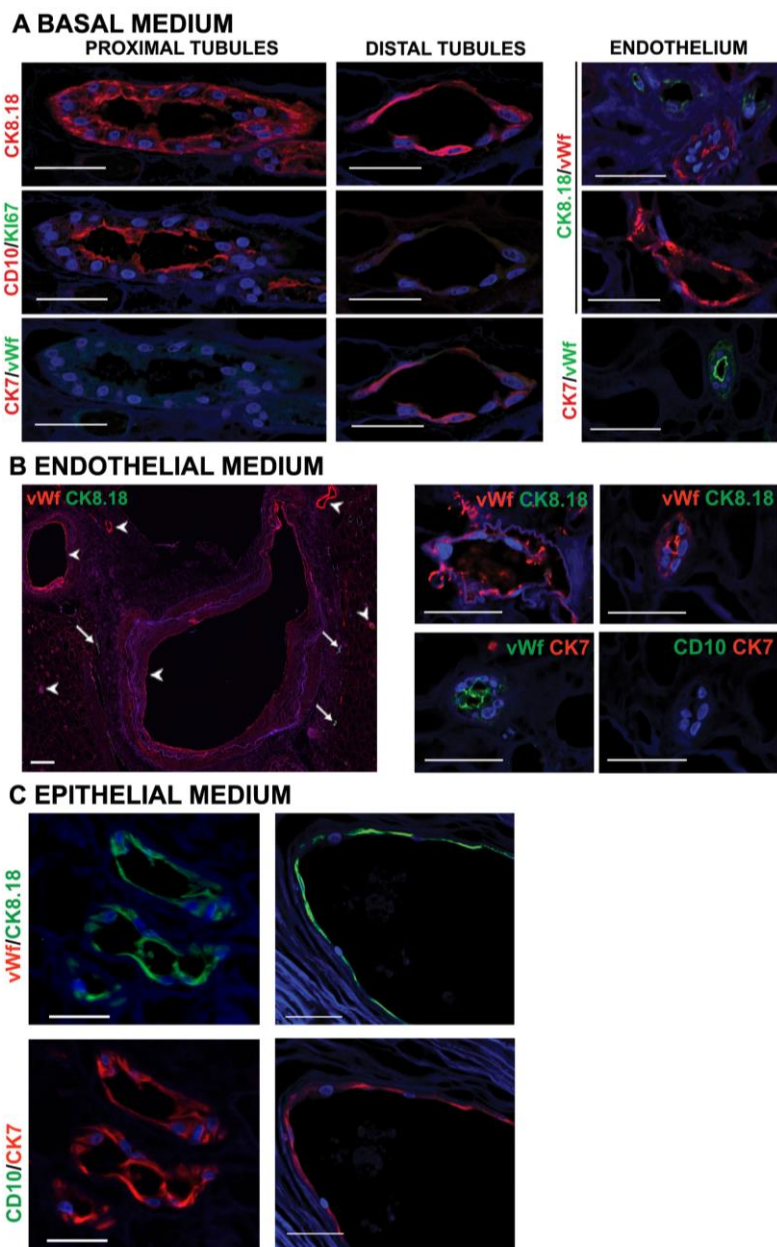 A BASAL MEDIUM
PROXIMAL TUBULES
DISTAL TUBULES
ENDOTHELIUM
CK8.18
CD10/KI67
CK7/vWf
CK8.18/vWf
CK7/vWf
B ENDOTHELIAL MEDIUM
vWf CK8.18
vWf CK8.18
vWf CK8.18
vWf CK7
CD10 CK7
C EPITHELIAL MEDIUM
vWf/CK8.18
CD10/CK7